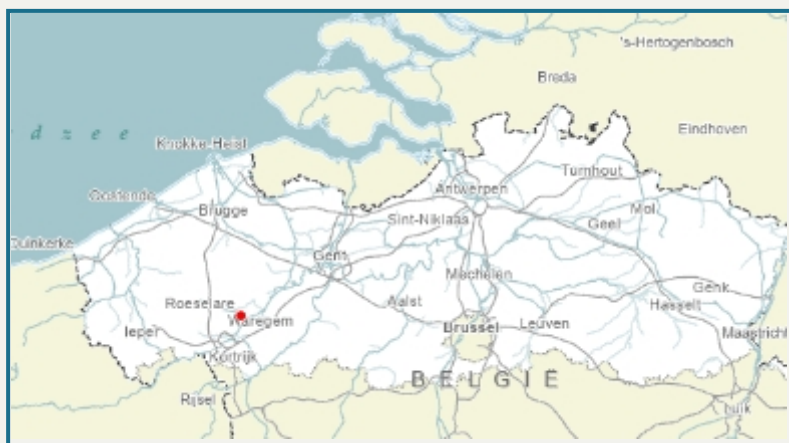 's-Hertogenbosch
Breda
Eindhoven
d z e e
Knokke-Heist
Turnhout
Antwerpen
Oostende
Brugge
Sint-Niklaas
Mol
Geel
Duinkerke
Gent
Mechelen
Genk
Roeselare
Aalst
Hasselt
Waregem
Ieper
Brussel
Leuven
Maastricht
Kortrijk
BELGIË
Rijsel
Luik